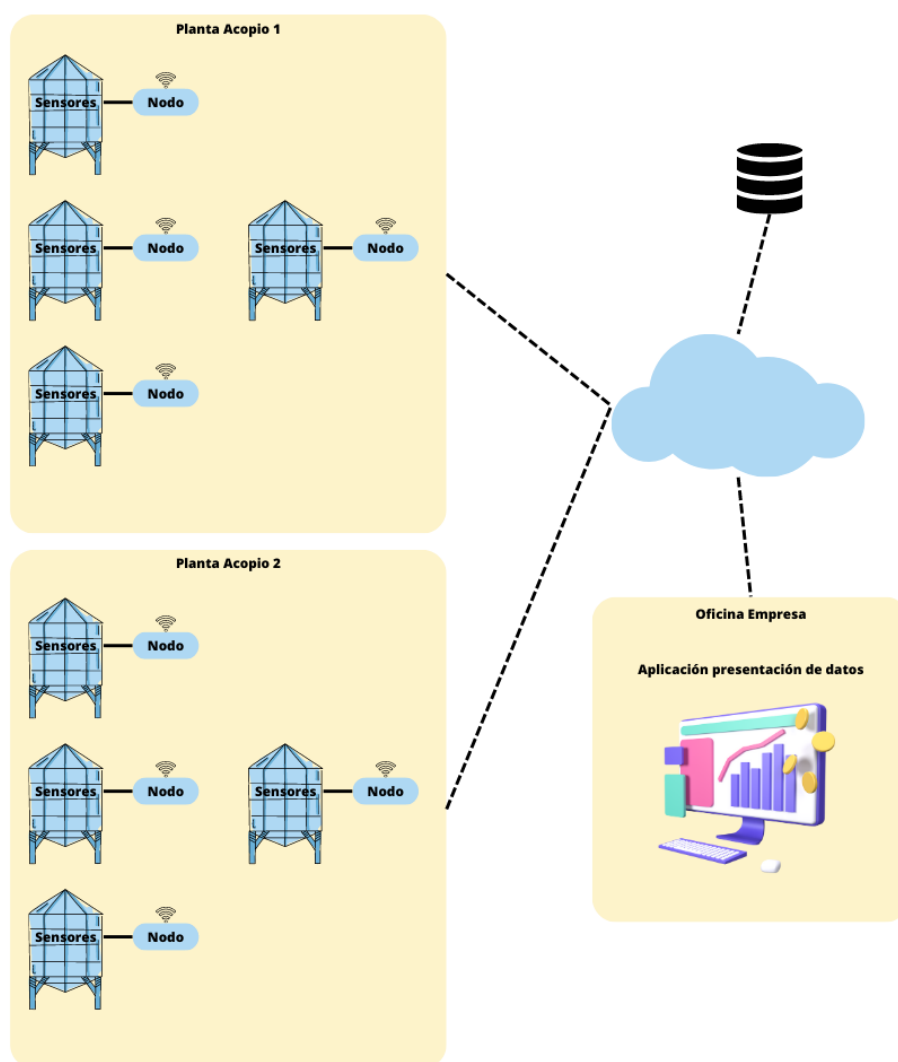 Planta Acopio 1
Sensores
Nodo
Sensores
Nodo
Sensores
Nodo
Sensores
Nodo
Planta Acopio 2
Sensores
Nodo
Sensores
Nodo
Sensores
Nodo
Sensores
Nodo
Oficina Empresa
Aplicación presentación de datos